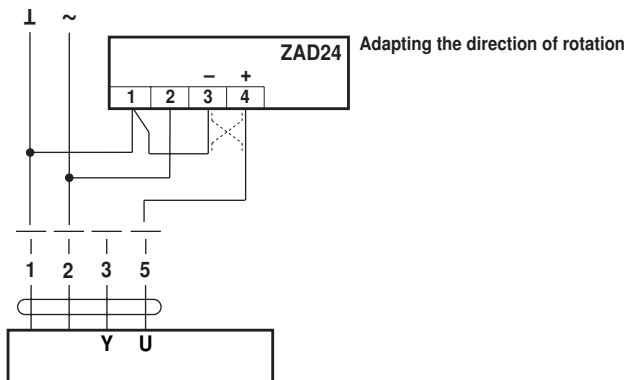 ⊥ ~
ZAD24
Adapting the direction of rotation
– +
1 2 3 4
1 2 3 5
Y U